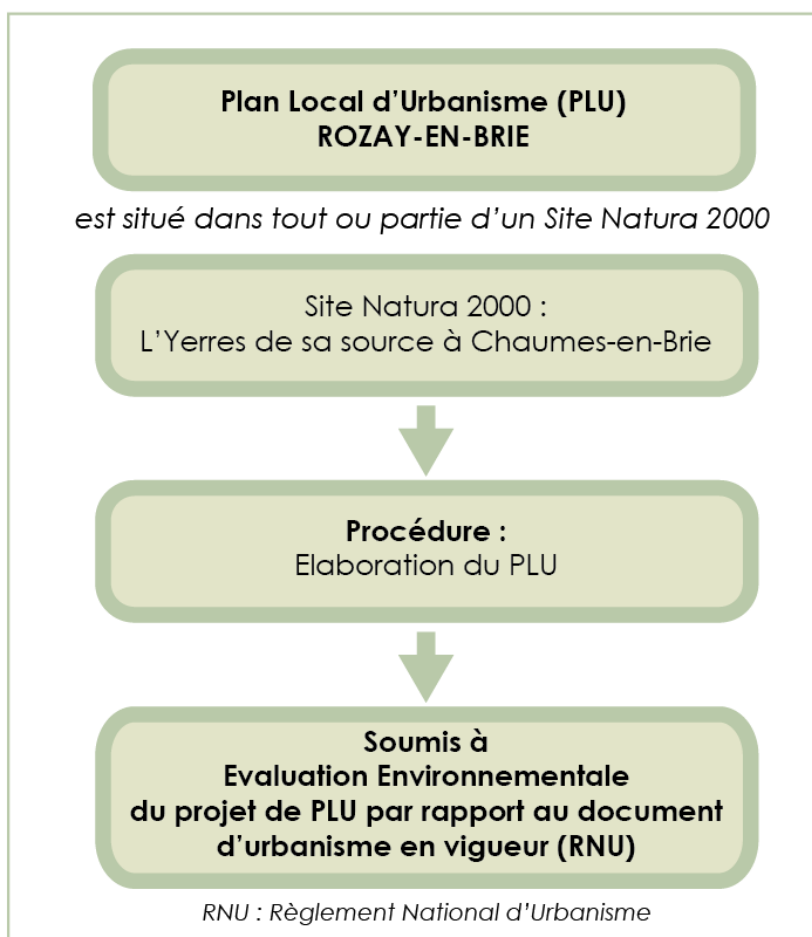 Plan Local d'Urbanisme (PLU)
ROZAY-EN-BRIE
est situé dans tout ou partie d'un Site Natura 2000
Site Natura 2000 :
L'Yerres de sa source à Chaumes-en-Brie
Procédure :
Elaboration du PLU
Soumis à
Evaluation Environnementale
du projet de PLU par rapport au document
d'urbanisme en vigueur (RNU)
RNU : Règlement National d'Urbanisme